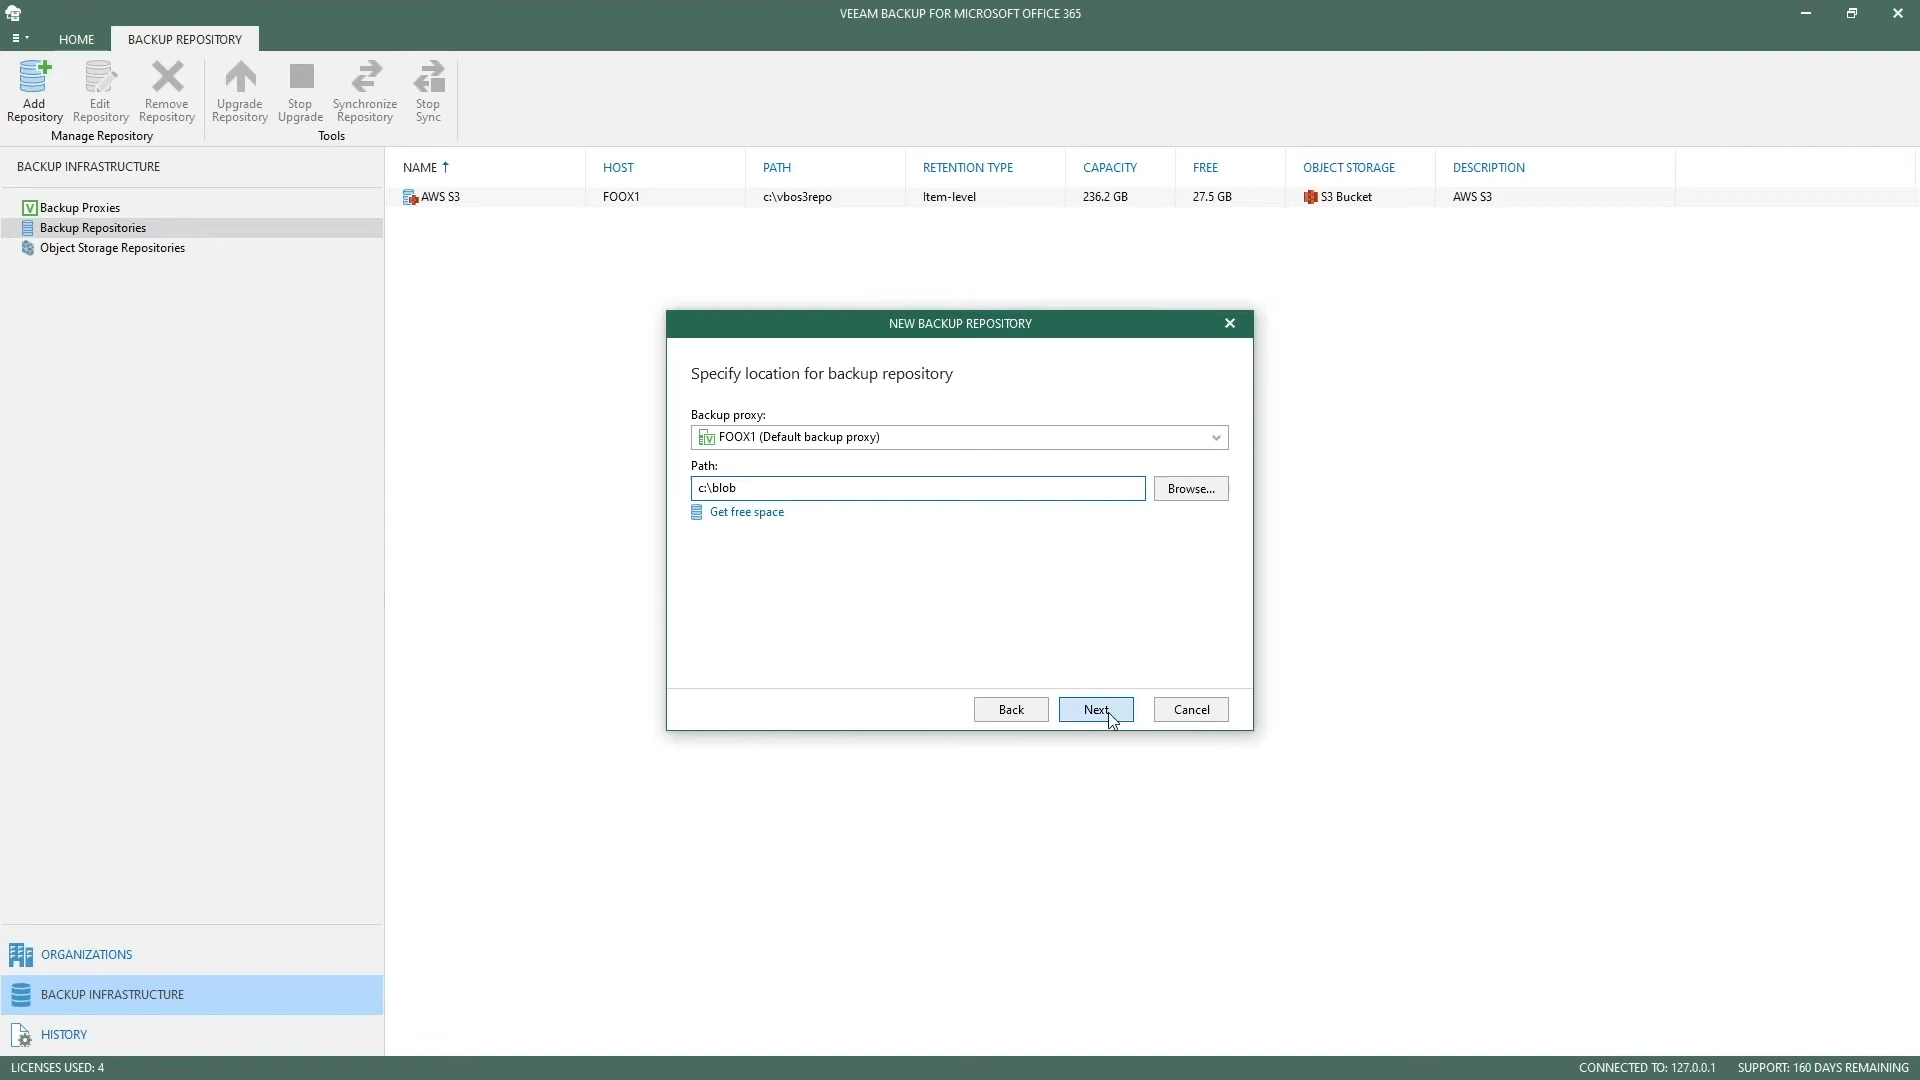 VEEAM BACKUP FOR MICROSOFT OFFICE 365
HOME
BACKUP REPOSITORY
Add Repository
Edit Repository
Remove Repository
Upgrade Repository
Stop Upgrade
Synchronize Repository
Stop Sync
Manage Repository
Tools
BACKUP INFRASTRUCTURE
Backup Proxies
Backup Repositories
Object Storage Repositories
NAME HOST PATH RETENTION TYPE CAPACITY FREE OBJECT STORAGE DESCRIPTION
AWS S3 FOOX1 c:\vbos3repo Item-level 236.2 GB 27.5 GB S3 Bucket AWS S3
NEW BACKUP REPOSITORY
Specify location for backup repository
Backup proxy:
FOOX1 (Default backup proxy)
Path:
c:\blob
Browse...
Get free space
Back
Next
Cancel
ORGANIZATIONS
BACKUP INFRASTRUCTURE
HISTORY
LICENSES USED: 4
CONNECTED TO: 127.0.0.1
SUPPORT: 160 DAYS REMAINING